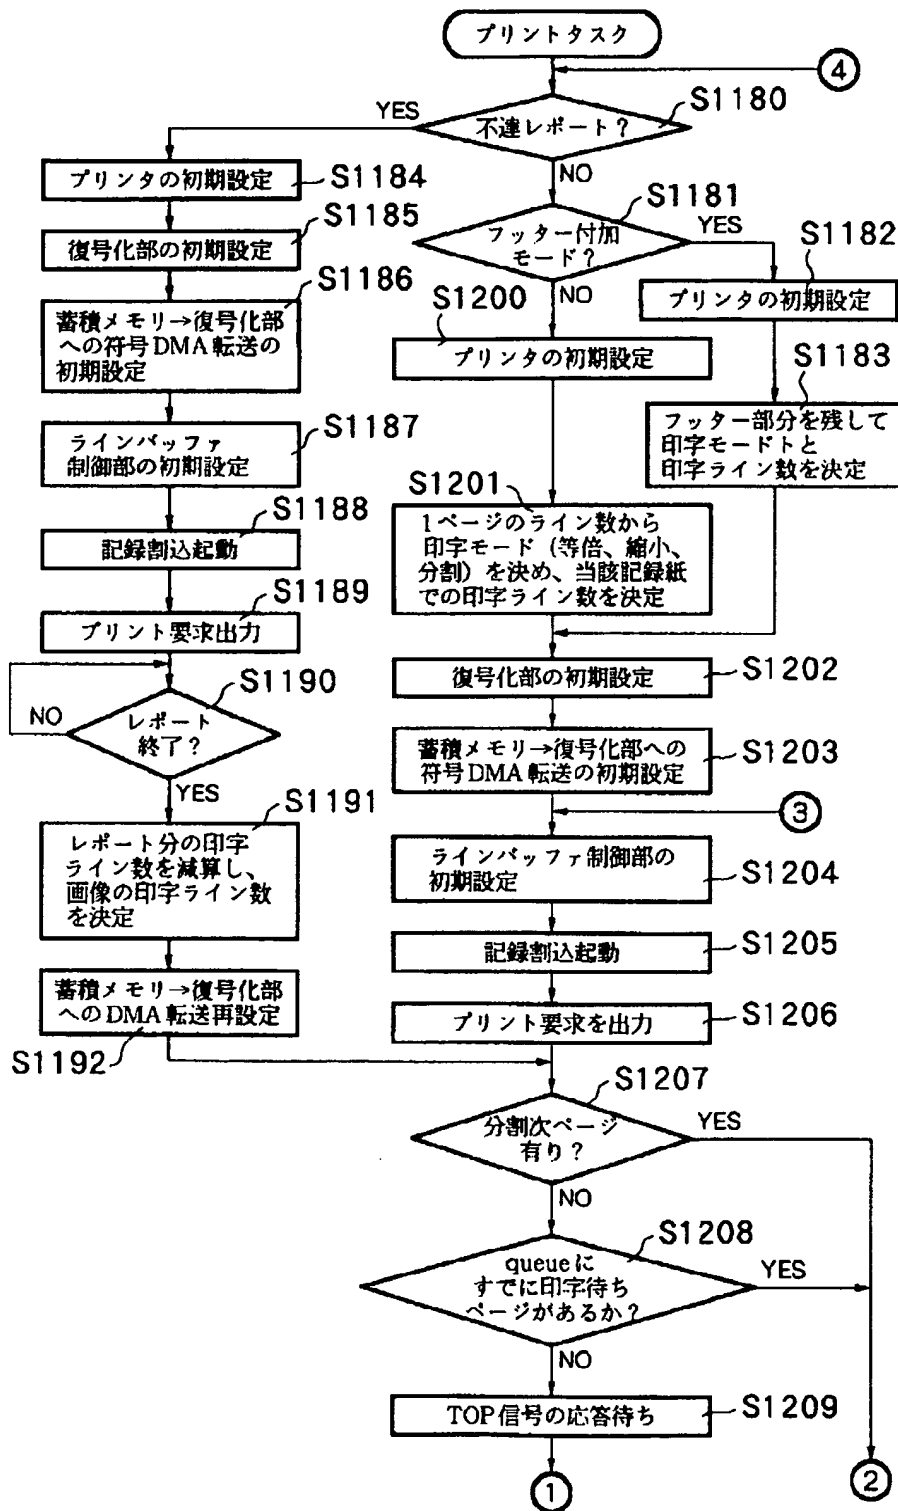 プリントタスク
④
S1180
YES
不達レポート?
NO
S1184
プリンタの初期設定
S1185
復号化部の初期設定
S1186
蓄積メモリ→復号化部
への符号DMA転送の
初期設定
S1187
ラインバッファ
制御部の初期設定
S1188
記録割込起動
S1189
プリント要求出力
S1190
NO
レポート
終了?
YES
S1191
レポート分の印字
ライン数を減算し、
画像の印字ライン数
を決定
蓄積メモリ→復号化部
へのDMA転送再設定
S1192
S1181
YES
フッター付加
モード?
NO
S1182
プリンタの初期設定
S1183
フッター部分を残して
印字モードトと
印字ライン数を決定
S1200
プリンタの初期設定
S1201
1ページのライン数から
印字モード(等倍、縮小、
分割)を決め、当該記録紙
での印字ライン数を決定
復号化部の初期設定
S1202
蓄積メモリ→復号化部への
符号DMA転送の初期設定
S1203
③
ラインバッファ制御部の
初期設定
S1204
記録割込起動
S1205
プリント要求を出力
S1206
S1207
分割次ページ
有り?
YES
NO
S1208
queueに
すでに印字待ち
ページがあるか?
YES
NO
TOP信号の応答待ち
S1209
①
②